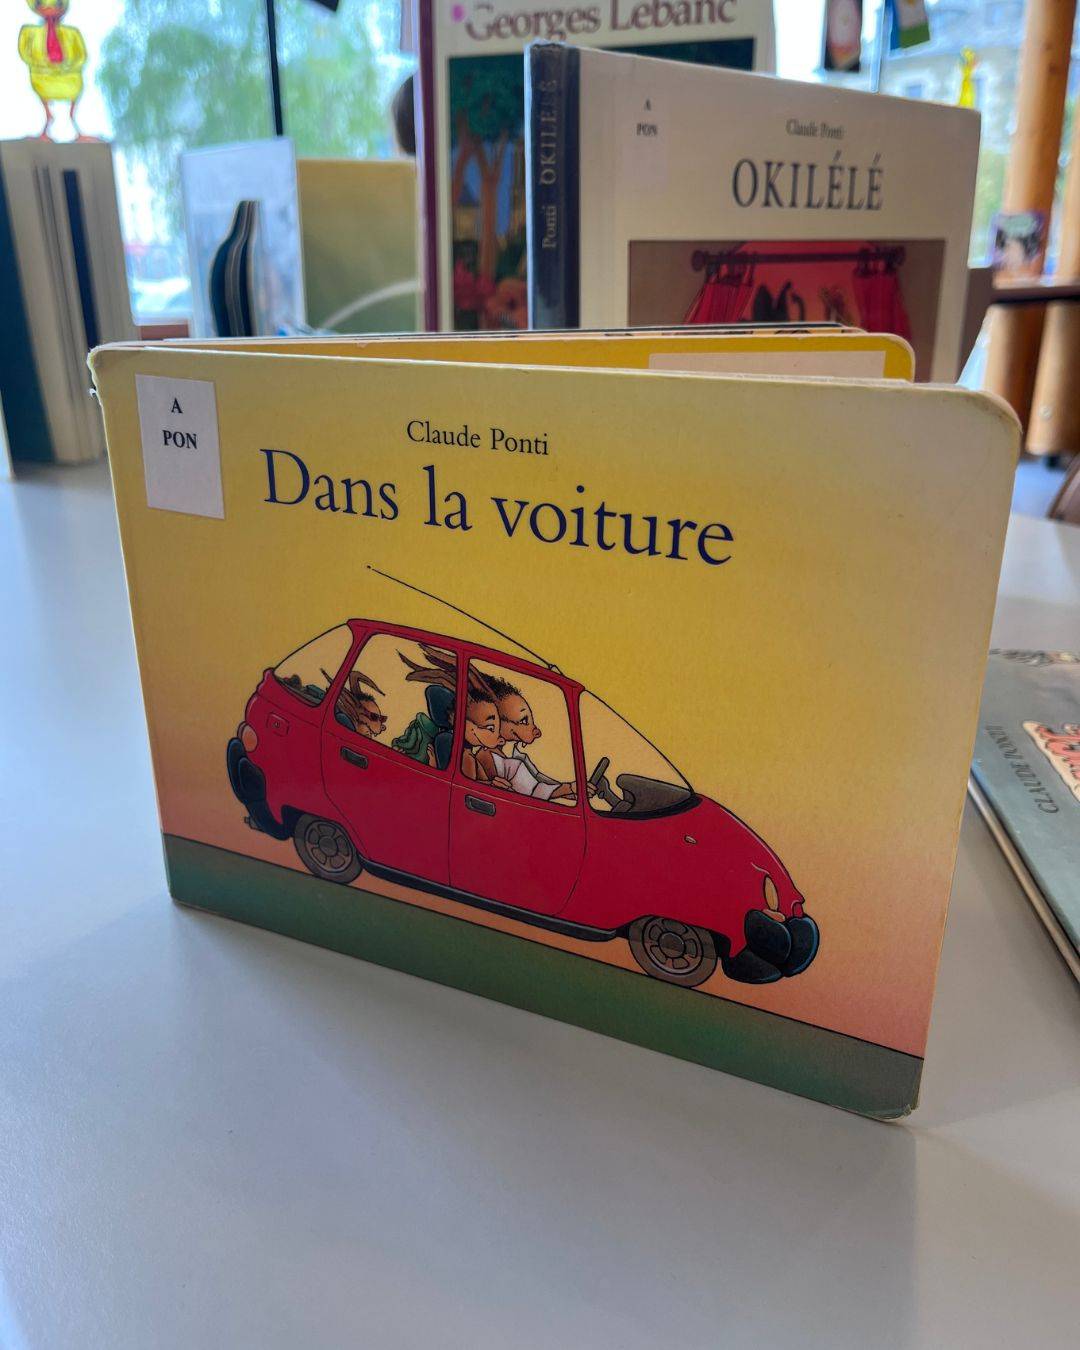 Georges Lebanc
Ponti OKILÉLÉ
A
PON
Claude Ponti
OKILÉLÉ
A
PON
Claude Ponti
Dans la voiture
CLAUDE PONTI